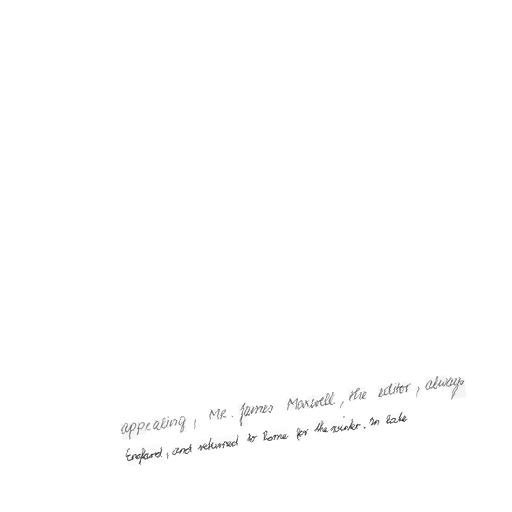 appealing, Mr. James Maxwell, the editor, always
England, and returned to Rome for the winter. In late